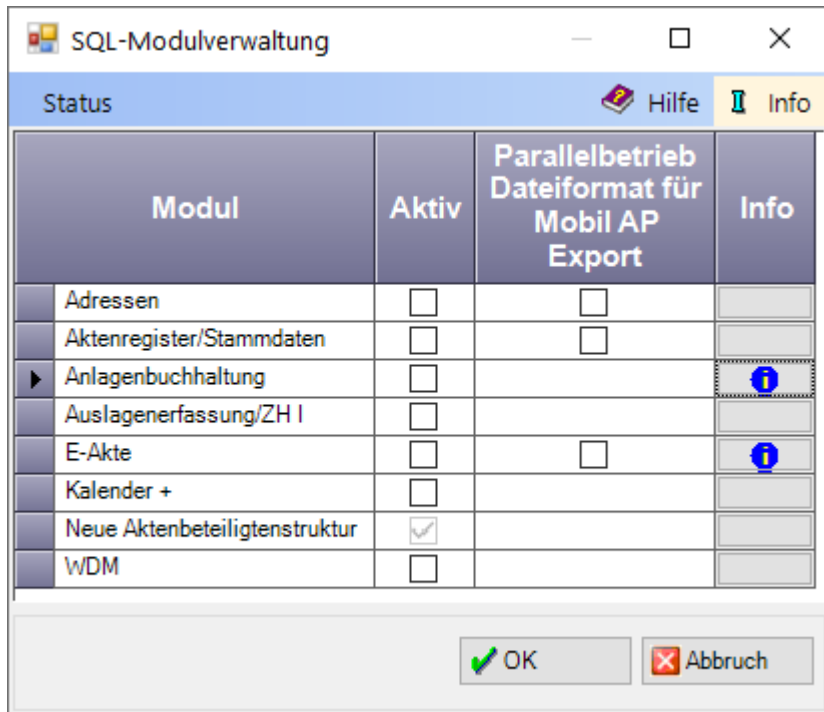 SQL-Modulverwaltung
Status Hilfe Info
Modul Aktiv Parallelbetrieb Info
Dateiformat für
Mobil AP
Export
Adressen
Aktenregister/Stammdaten
Anlagenbuchhaltung
Auslagenerfassung/ZH I
E-Akte
Kalender +
Neue Aktenbeteiligtenstruktur
WDM
OK Abbruch